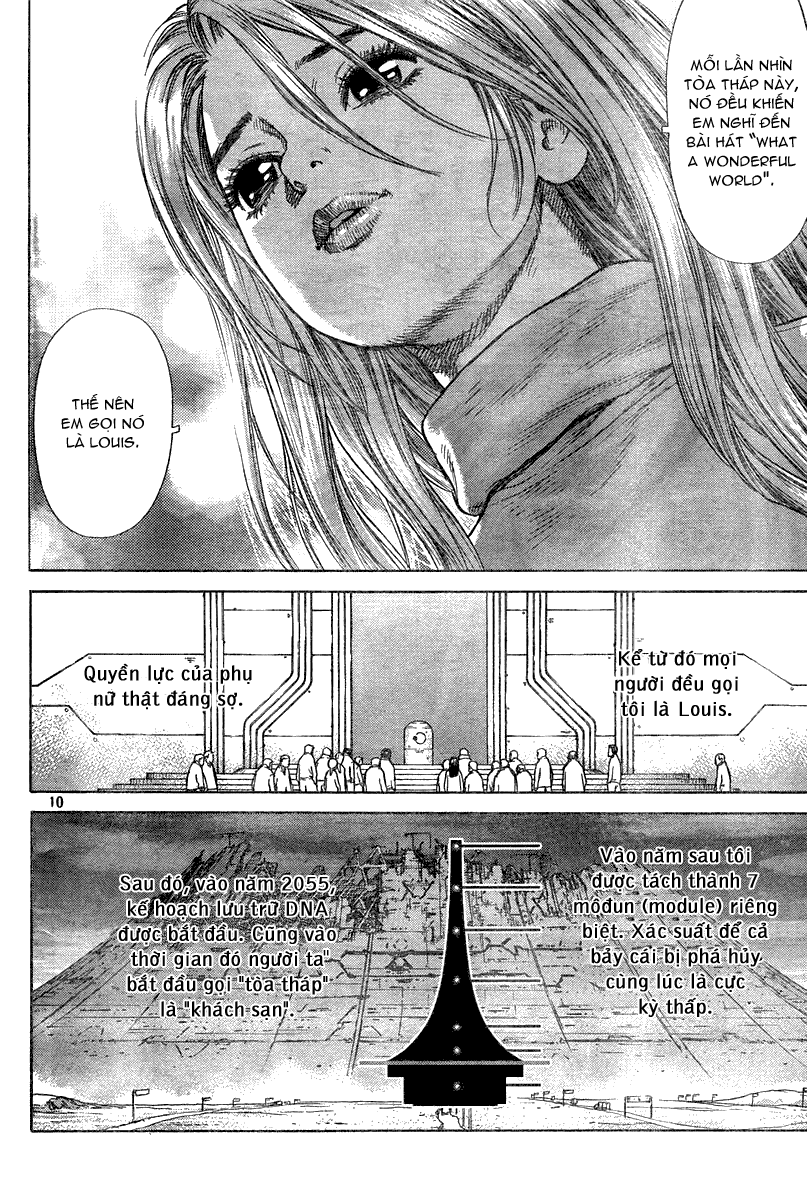 MỖI LẦN NHÌN
TÒA THÁP NÀY,
NÓ ĐỀU KHIẾN
EM NGHĨ ĐẾN
BÀI HÁT "WHAT
A WONDERFUL
WORLD".
THẾ NÊN
EM GỌI NÓ
LÀ LOUIS.
Kể từ đó mọi
người đều gọi
tôi là Louis.
Quyền lực của phụ
nữ thật đáng sợ.
10
Vào năm sau tôi
được tách thành 7
môđun (module) riêng
biệt. Xác suất để cả
bảy cái bị phá hủy
cùng lúc là cực
kỳ thấp.
Sau đó, vào năm 2055,
kế hoạch lưu trữ DNA
được bắt đầu. Cũng vào
thời gian đó người ta"
bắt đầu gọi "tòa tháp"
là "khách sạn".